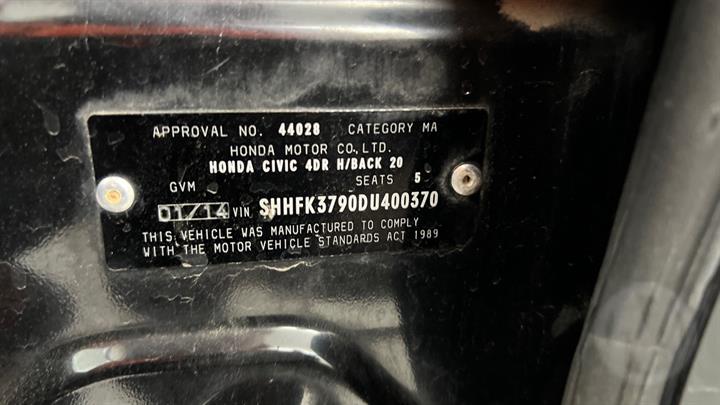 APPROVAL NO. 44028 CATEGORY MA
HONDA MOTOR CO., LTD.
HONDA CIVIC 4DR H/BACK 20
GVM SEATS 5
01/14 VIN SHHFK3790DU400370
THIS VEHICLE WAS MANUFACTURED TO COMPLY
WITH THE MOTOR VEHICLE STANDARDS ACT 1989